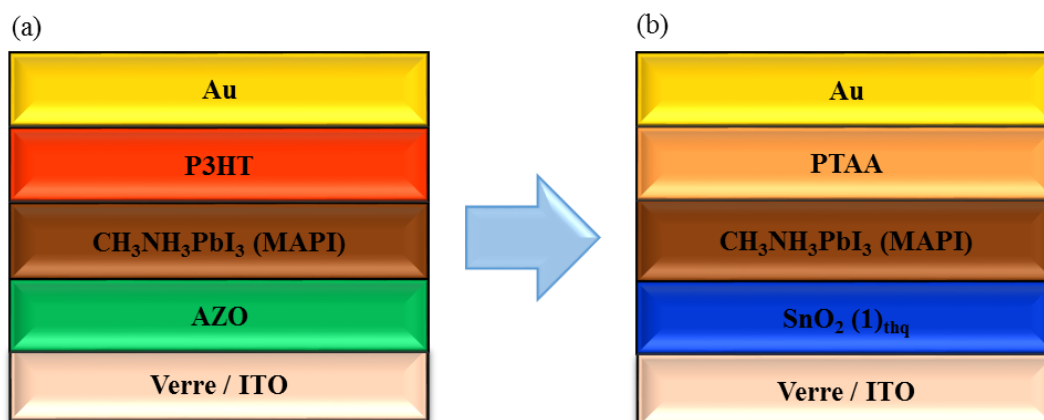 (a)
Au
P3HT
CH₃NH₃PbI₃ (MAPI)
AZO
Verre / ITO
(b)
Au
PTAA
CH₃NH₃PbI₃ (MAPI)
SnO₂ (1)ₜₕq
Verre / ITO